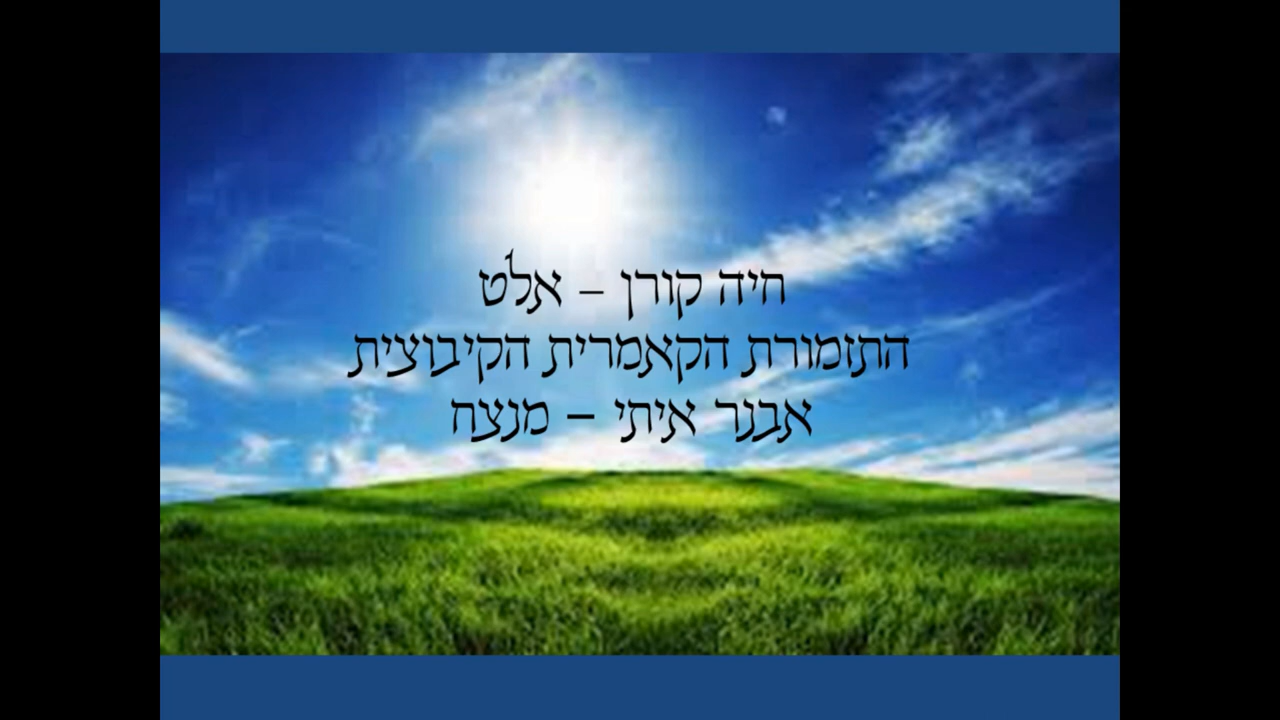 חיה קורן – אלט
התזמורת הקאמרית הקיבוצית
אבנר איתי – מנצח